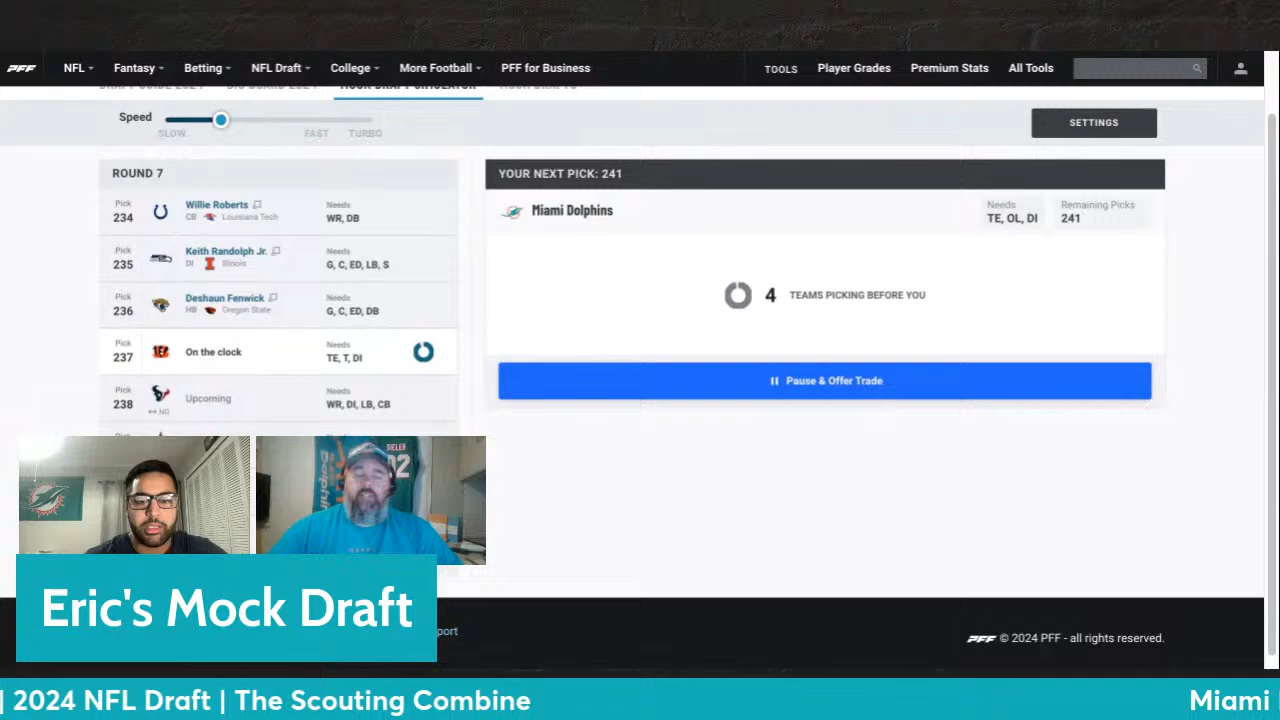 PFF NFL Fantasy Betting NFL Draft College More Football PFF for Business TOOLS Player Grades Premium Stats All Tools
Speed
SLOW FAST TURBO
SETTINGS
ROUND 7
Pick 234
Willie Roberts
CB Louisiana Tech
Needs
WR, DB
Pick 235
Keith Randolph Jr.
DI Illinois
Needs
G, C, ED, LB, S
Pick 236
Deshaun Fenwick
HB Oregon State
Needs
G, C, ED, DB
Pick 237
On the clock
Needs
TE, T, DI
Pick 238
Upcoming
↔ NO
Needs
WR, DI, LB, CB
YOUR NEXT PICK: 241
Miami Dolphins
Needs
TE, OL, DI
Remaining Picks
241
4 TEAMS PICKING BEFORE YOU
Pause & Offer Trade
SIELER
92
Eric's Mock Draft
port
PFF © 2024 PFF - all rights reserved.
| 2024 NFL Draft | The Scouting Combine
Miami